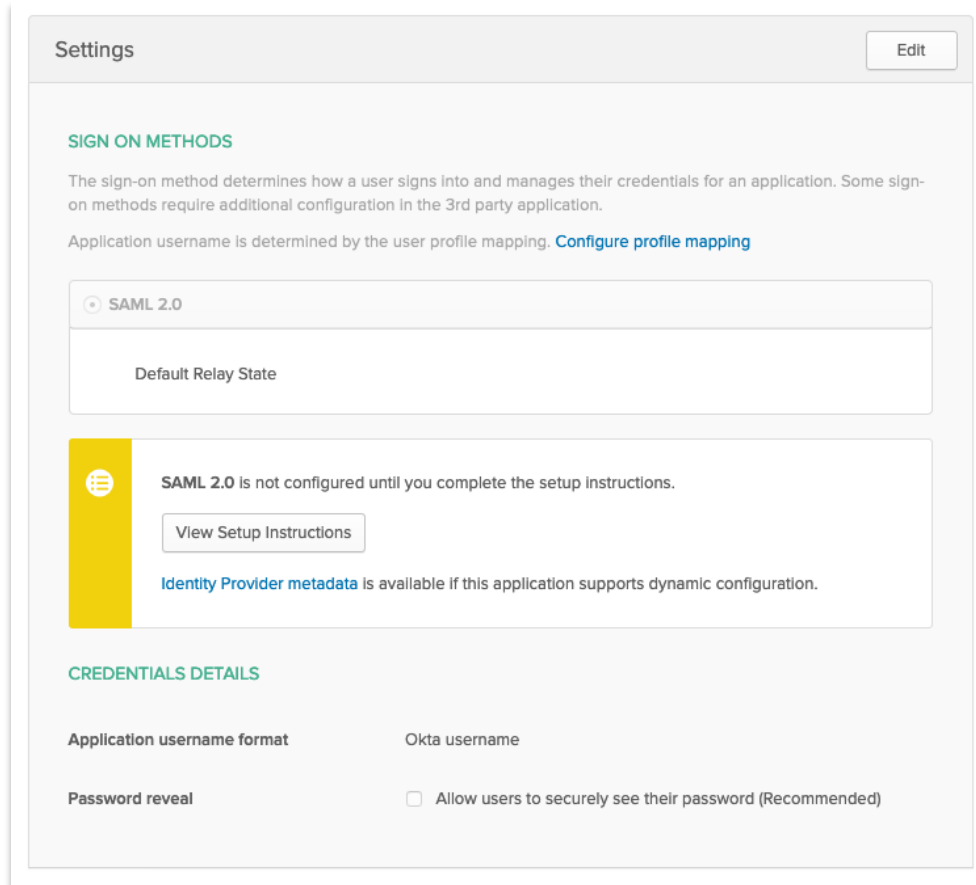 Settings
Edit
SIGN ON METHODS
The sign-on method determines how a user signs into and manages their credentials for an application. Some sign-
on methods require additional configuration in the 3rd party application.
Application username is determined by the user profile mapping. Configure profile mapping
SAML 2.0
Default Relay State
SAML 2.0 is not configured until you complete the setup instructions.
View Setup Instructions
Identity Provider metadata is available if this application supports dynamic configuration.
CREDENTIALS DETAILS
Application username format Okta username
Password reveal Allow users to securely see their password (Recommended)